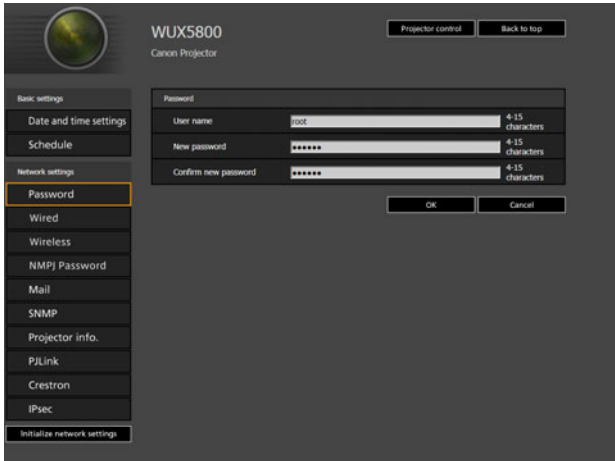 WUX5800
Canon Projector
Projector control
Back to top
Basic settings
Date and time settings
Schedule
Network settings
Password
Wired
Wireless
NMPJ Password
Mail
SNMP
Projector info.
PJLink
Crestron
IPsec
Initialize network settings
Password
User name
root
4-15
characters
New password
••••••
4-15
characters
Confirm new password
••••••
4-15
characters
OK
Cancel